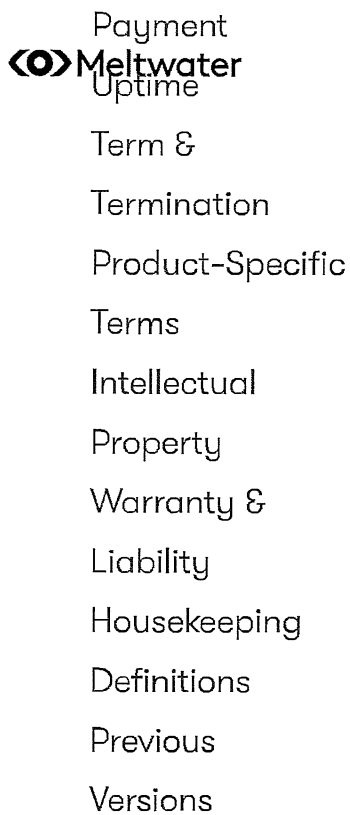 Payment
Meltwater
Uptime
Term &
Termination
Product-Specific
Terms
Intellectual
Property
Warranty &
Liability
Housekeeping
Definitions
Previous
Versions